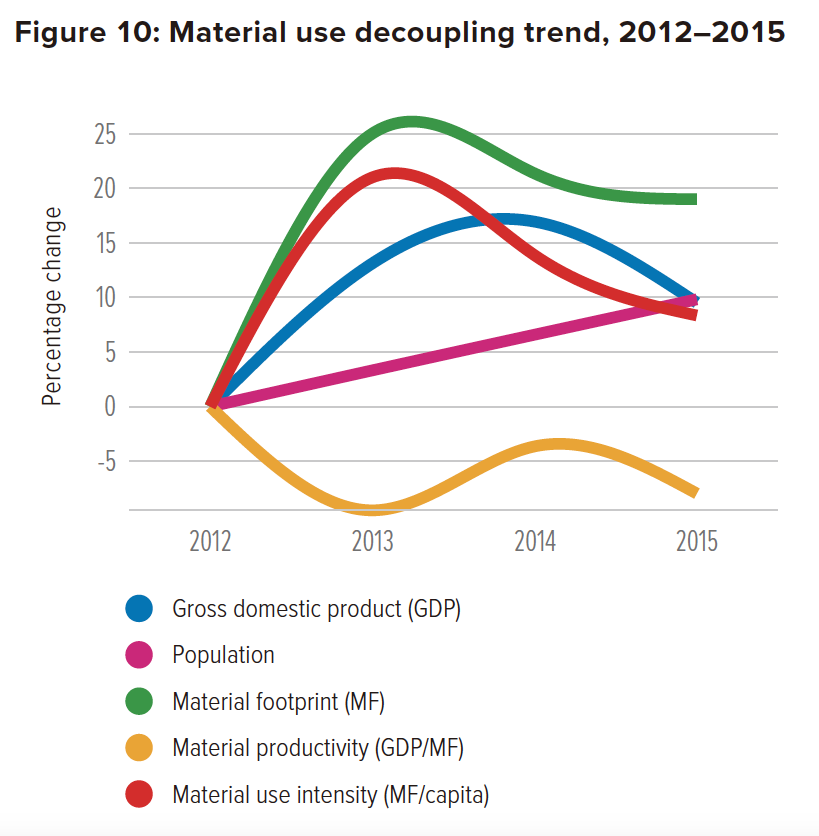 Figure 10: Material use decoupling trend, 2012–2015
Percentage change
25
20
15
10
5
0
-5
2012 2013 2014 2015
Gross domestic product (GDP)
Population
Material footprint (MF)
Material productivity (GDP/MF)
Material use intensity (MF/capita)